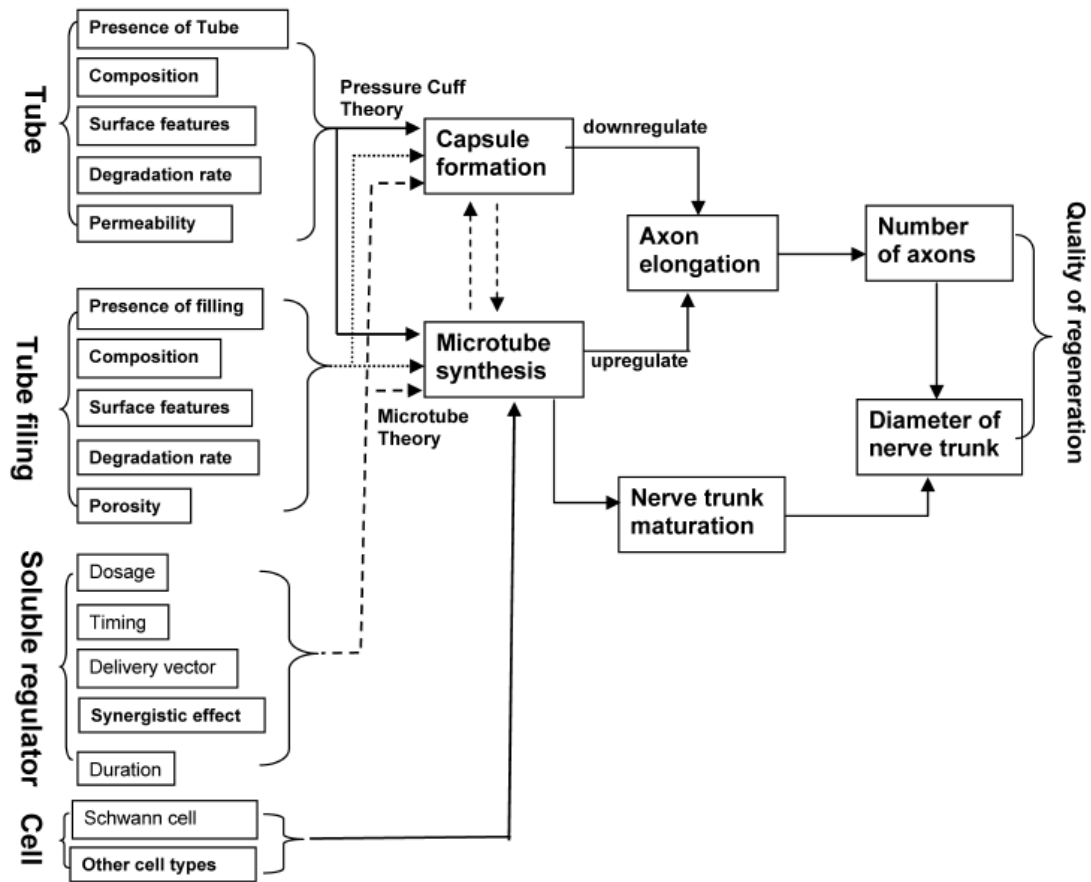 Tube
Presence of Tube
Composition
Surface features
Degradation rate
Permeability
Tube filling
Presence of filling
Composition
Surface features
Degradation rate
Porosity
Soluble regulator
Dosage
Timing
Delivery vector
Synergistic effect
Duration
Cell
Schwann cell
Other cell types
Pressure Cuff
Theory
Capsule
formation
downregulate
Microtube
synthesis
upregulate
Microtube
Theory
Axon
elongation
Nerve trunk
maturation
Number
of axons
Diameter of
nerve trunk
Quality of regeneration